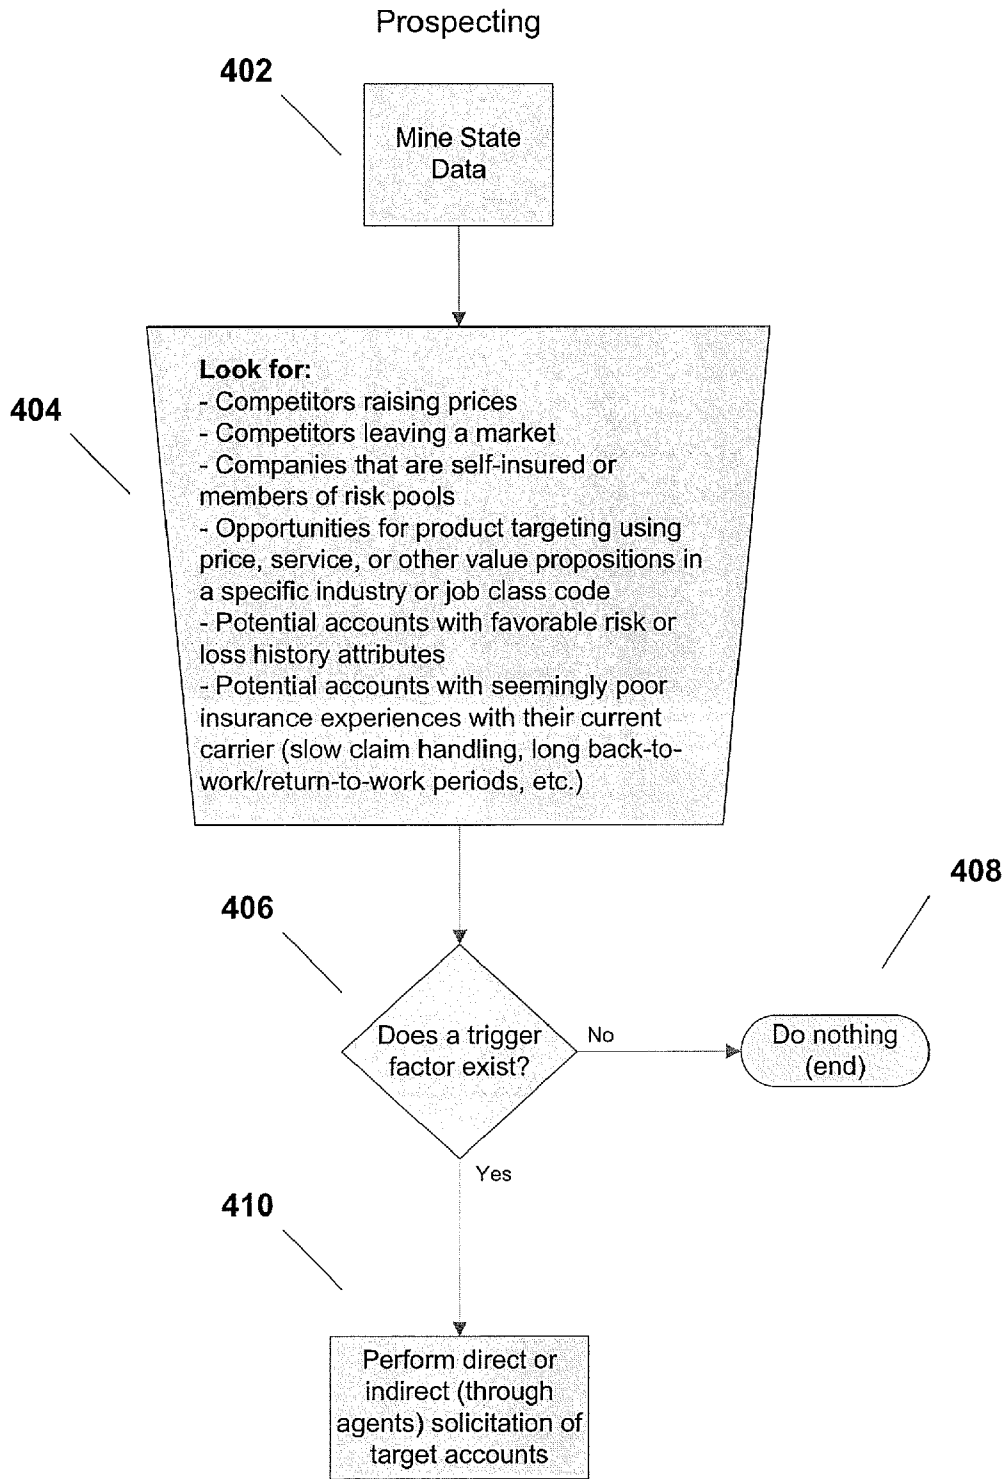 Prospecting
402
Mine State
Data
404
Look for:
- Competitors raising prices
- Competitors leaving a market
- Companies that are self-insured or
members of risk pools
- Opportunities for product targeting using
price, service, or other value propositions in
a specific industry or job class code
- Potential accounts with favorable risk or
loss history attributes
- Potential accounts with seemingly poor
insurance experiences with their current
carrier (slow claim handling, long back-to-
work/return-to-work periods, etc.)
406
408
Does a trigger
factor exist?
No
Do nothing
(end)
Yes
410
Perform direct or
indirect (through
agents) solicitation of
target accounts